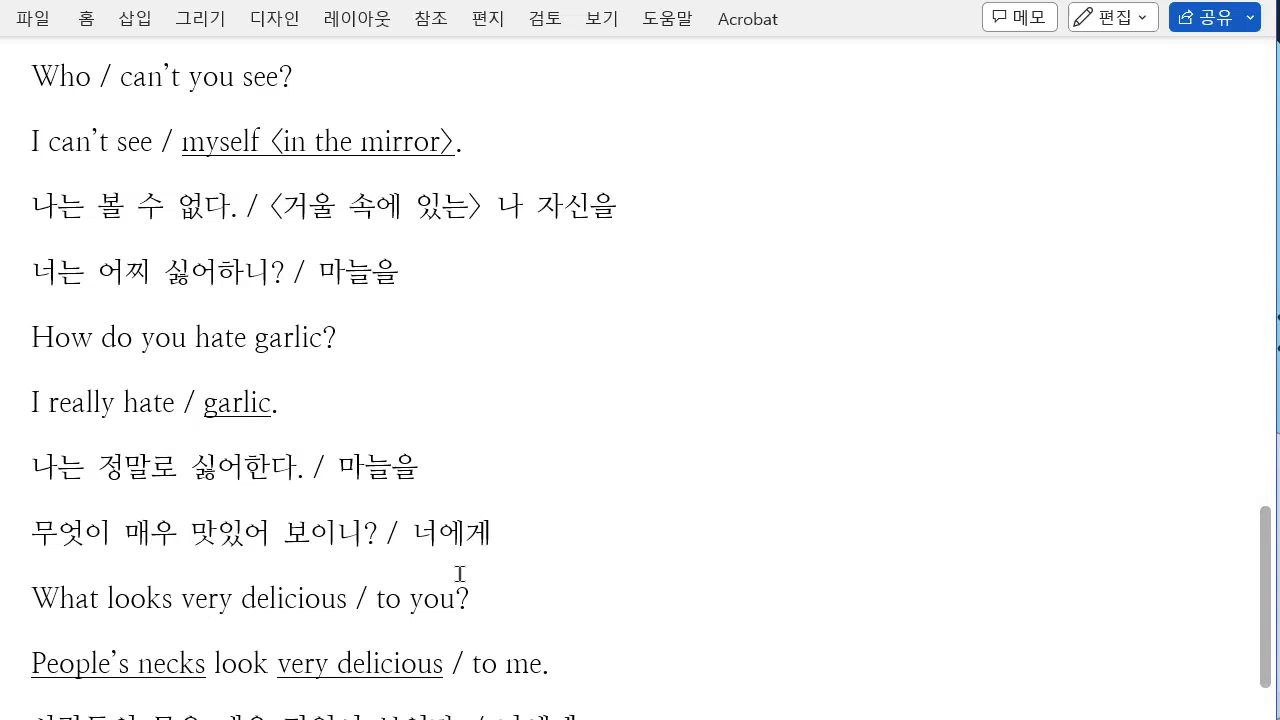 파일 홈 삽입 그리기 디자인 레이아웃 참조 편지 검토 보기 도움말 Acrobat 메모 편집 공유
Who / can't you see?
I can't see / myself 〈in the mirror〉.
나는 볼 수 없다. / 〈거울 속에 있는〉 나 자신을
너는 어찌 싫어하니? / 마늘을
How do you hate garlic?
I really hate / garlic.
나는 정말로 싫어한다. / 마늘을
무엇이 매우 맛있어 보이니? / 너에게
What looks very delicious / to you?
People's necks look very delicious / to me.